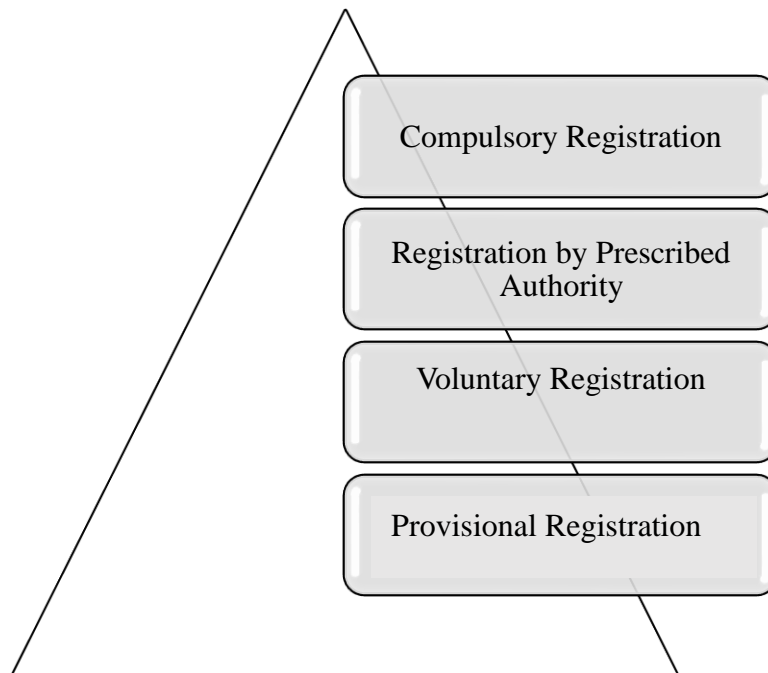 Compulsory Registration
Registration by Prescribed
Authority
Voluntary Registration
Provisional Registration